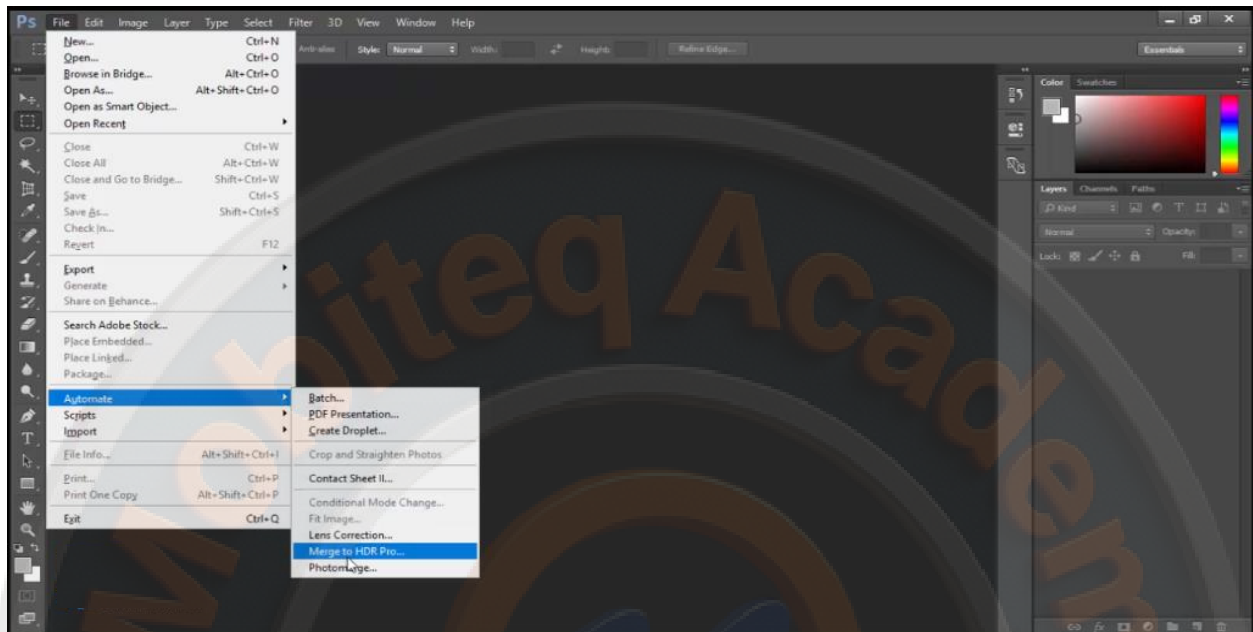 Ps File Edit Image Layer Type Select Filter 3D View Window Help
Anti-alias Style: Normal Width: Height: Refine Edge... Essentials
New... Ctrl+N
Open... Ctrl+O
Browse in Bridge... Alt+Ctrl+O
Open As... Alt+Shift+Ctrl+O
Open as Smart Object...
Open Recent
Close Ctrl+W
Close All Alt+Ctrl+W
Close and Go to Bridge... Shift+Ctrl+W
Save Ctrl+S
Save As... Shift+Ctrl+S
Check In...
Revert F12
Export
Generate
Share on Behance...
Search Adobe Stock...
Place Embedded...
Place Linked...
Package...
Automate
Scripts
Import
File Info... Alt+Shift+Ctrl+I
Print... Ctrl+P
Print One Copy Alt+Shift+Ctrl+P
Exit Ctrl+Q
Batch...
PDF Presentation...
Create Droplet...
Crop and Straighten Photos
Contact Sheet II...
Conditional Mode Change...
Fit Image...
Lens Correction...
Merge to HDR Pro...
Photomerge...
Color Swatches
Layers Channels Paths
Kind
Normal Opacity:
Lock: Fill:
Mobiteq Academ